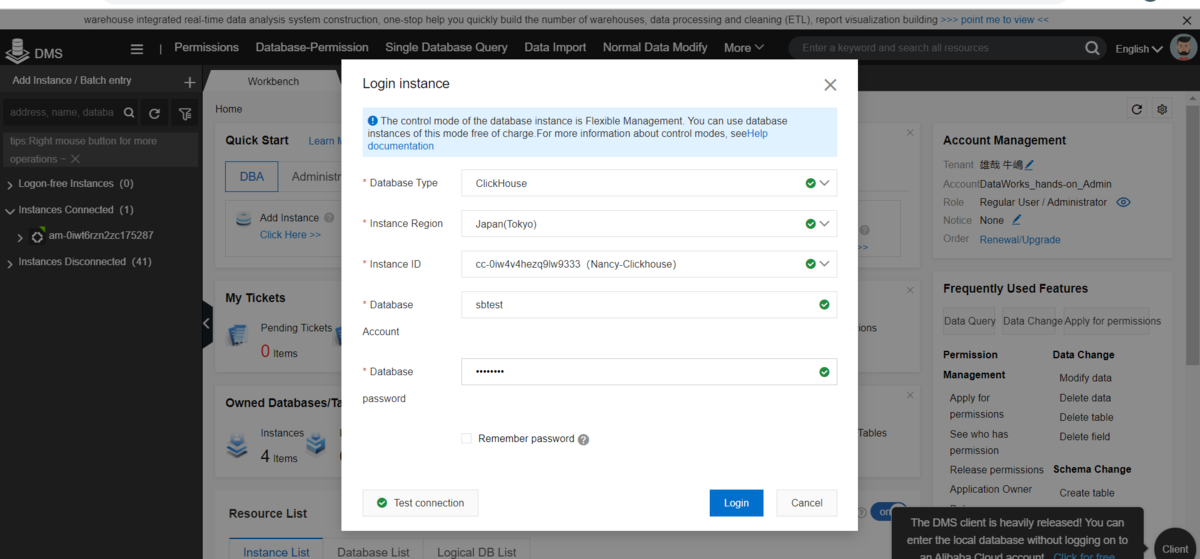 warehouse integrated real-time data analysis system construction, one-stop help you quickly build the number of warehouses, data processing and cleaning (ETL), report visualization building >>> point me to view <<
DMS
Permissions Database-Permission Single Database Query Data Import Normal Data Modify More
Enter a keyword and search all resources
English
Add Instance / Batch entry
Workbench
address, name, databa
tips:Right mouse button for more
operations ~
Logon-free Instances (0)
Instances Connected (1)
am-0iwt6rzn2zc175287
Instances Disconnected (41)
Home
Quick Start Learn
DBA Administr
Add Instance
Click Here >>
>>
My Tickets
Pending Tickets
0 Items
ions
Owned Databases/Ta
Instances
4 Items
Tables
Resource List
on
Instance List Database List Logical DB List
Login instance
The control mode of the database instance is Flexible Management. You can use database
instances of this mode free of charge.For more information about control modes, seeHelp
documentation
* Database Type ClickHouse
* Instance Region Japan(Tokyo)
* Instance ID cc-0iw4v4hezq9lw9333 (Nancy-Clickhouse)
* Database
Account
sbtest
* Database
password
••••••••
Remember password
Test connection
Login
Cancel
Account Management
Tenant 雄哉 牛嶋
AccountDataWorks_hands-on_Admin
Role Regular User / Administrator
Notice None
Order Renewal/Upgrade
Frequently Used Features
Data Query Data Change Apply for permissions
Permission
Management
Apply for
permissions
See who has
permission
Release permissions
Application Owner
Data Change
Modify data
Delete data
Delete table
Delete field
Schema Change
Create table
The DMS client is heavily released! You can
enter the local database without logging on to
an Alibaba Cloud account. Click for free
Client